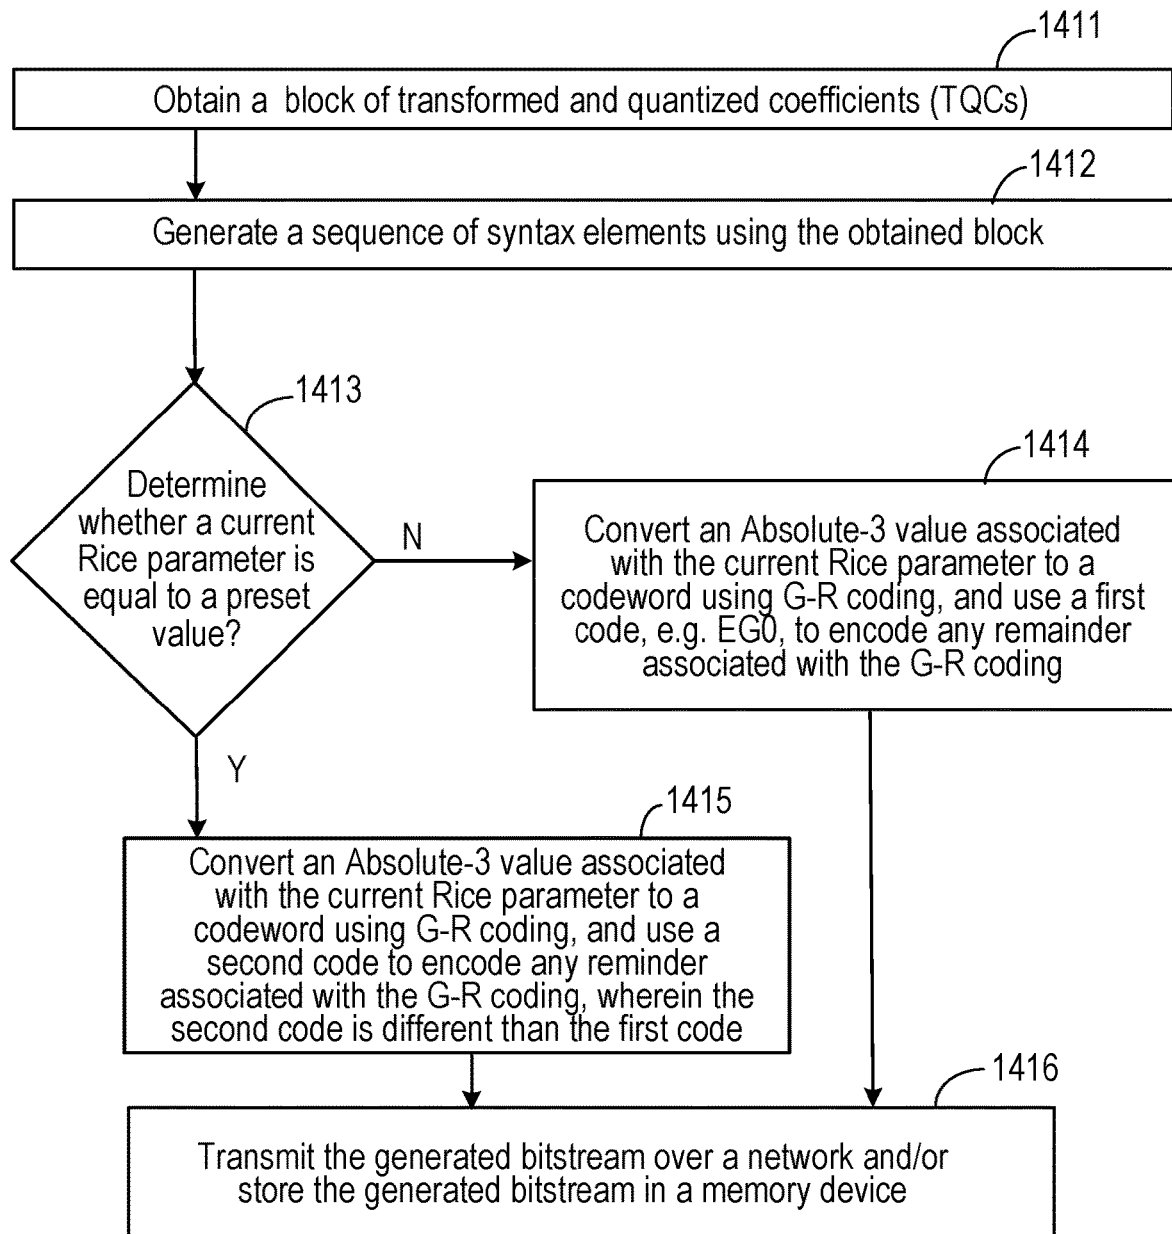 1411
Obtain a block of transformed and quantized coefficients (TQCs)
1412
Generate a sequence of syntax elements using the obtained block
1413
Determine
whether a current
Rice parameter is
equal to a preset
value?
N
1414
Convert an Absolute-3 value associated
with the current Rice parameter to a
codeword using G-R coding, and use a first
code, e.g. EG0, to encode any remainder
associated with the G-R coding
Y
1415
Convert an Absolute-3 value associated
with the current Rice parameter to a
codeword using G-R coding, and use a
second code to encode any reminder
associated with the G-R coding, wherein the
second code is different than the first code
1416
Transmit the generated bitstream over a network and/or
store the generated bitstream in a memory device